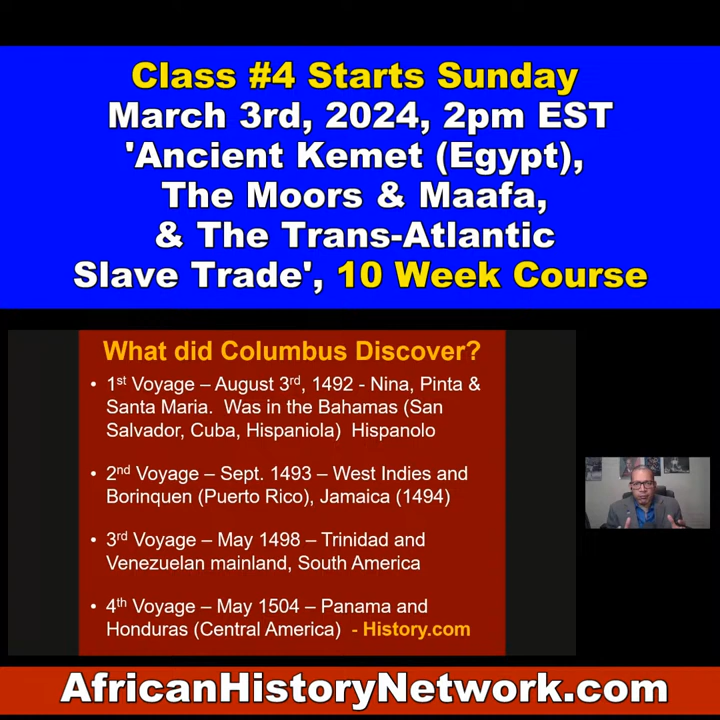 Class #4 Starts Sunday
March 3rd, 2024, 2pm EST
'Ancient Kemet (Egypt),
The Moors & Maafa,
& The Trans-Atlantic
Slave Trade', 10 Week Course
What did Columbus Discover?
• 1st Voyage – August 3rd, 1492 - Nina, Pinta &
Santa Maria. Was in the Bahamas (San
Salvador, Cuba, Hispaniola) Hispanolo
• 2nd Voyage – Sept. 1493 – West Indies and
Borinquen (Puerto Rico), Jamaica (1494)
• 3rd Voyage – May 1498 – Trinidad and
Venezuelan mainland, South America
• 4th Voyage – May 1504 – Panama and
Honduras (Central America) - History.com
AfricanHistoryNetwork.com